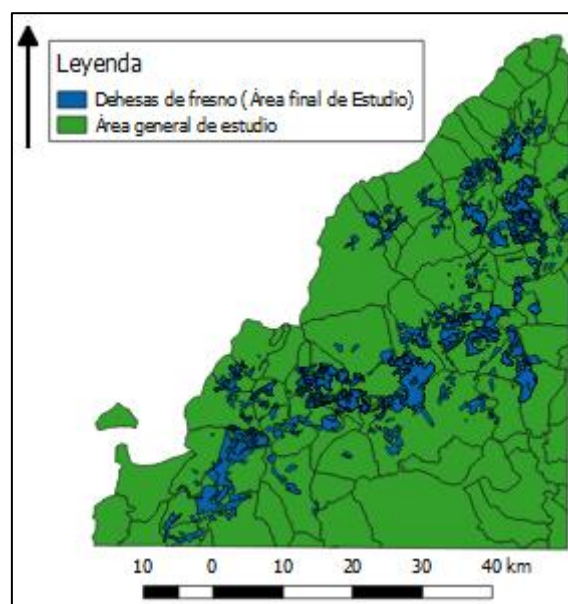 Leyenda
Dehesas de fresno ( Área final de Estudio)
Área general de estudio
10 0 10 20 30 40 km